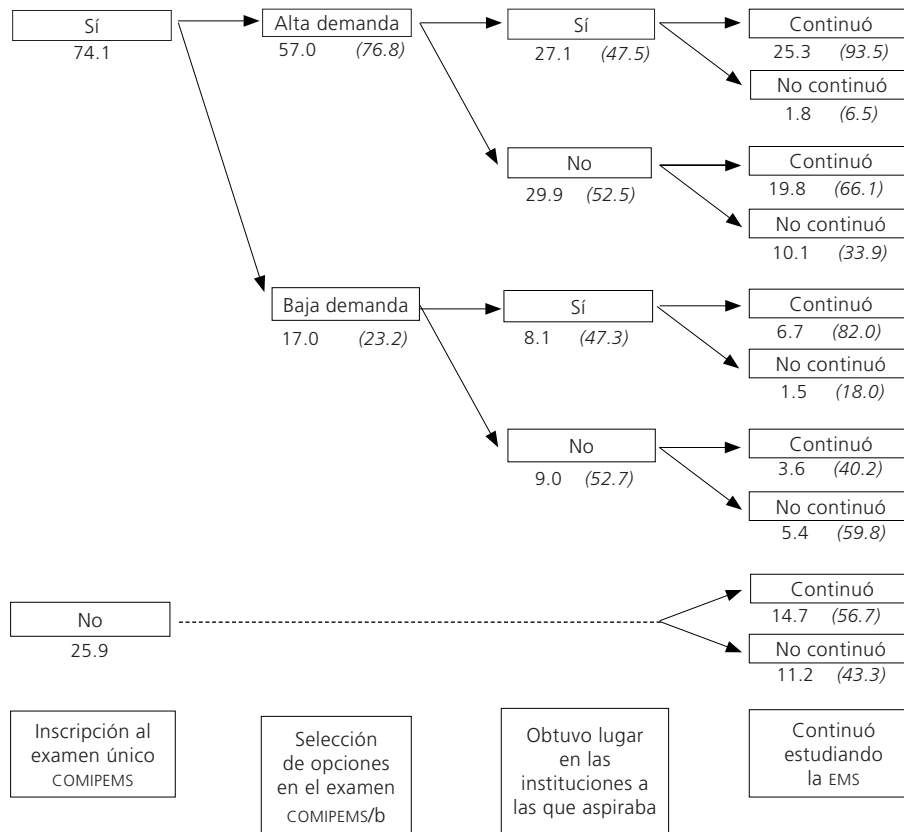 Sí
74.1
Alta demanda
57.0 (76.8)
Sí
27.1 (47.5)
Continuó
25.3 (93.5)
No continuó
1.8 (6.5)
No
29.9 (52.5)
Continuó
19.8 (66.1)
No continuó
10.1 (33.9)
Baja demanda
17.0 (23.2)
Sí
8.1 (47.3)
Continuó
6.7 (82.0)
No continuó
1.5 (18.0)
No
9.0 (52.7)
Continuó
3.6 (40.2)
No continuó
5.4 (59.8)
No
25.9
Continuó
14.7 (56.7)
No continuó
11.2 (43.3)
Inscripción al
examen único
COMIPEMS
Selección
de opciones
en el examen
COMIPEMS/b
Obtuvo lugar
en las
instituciones a
las que aspiraba
Continuó
estudiando
la EMS